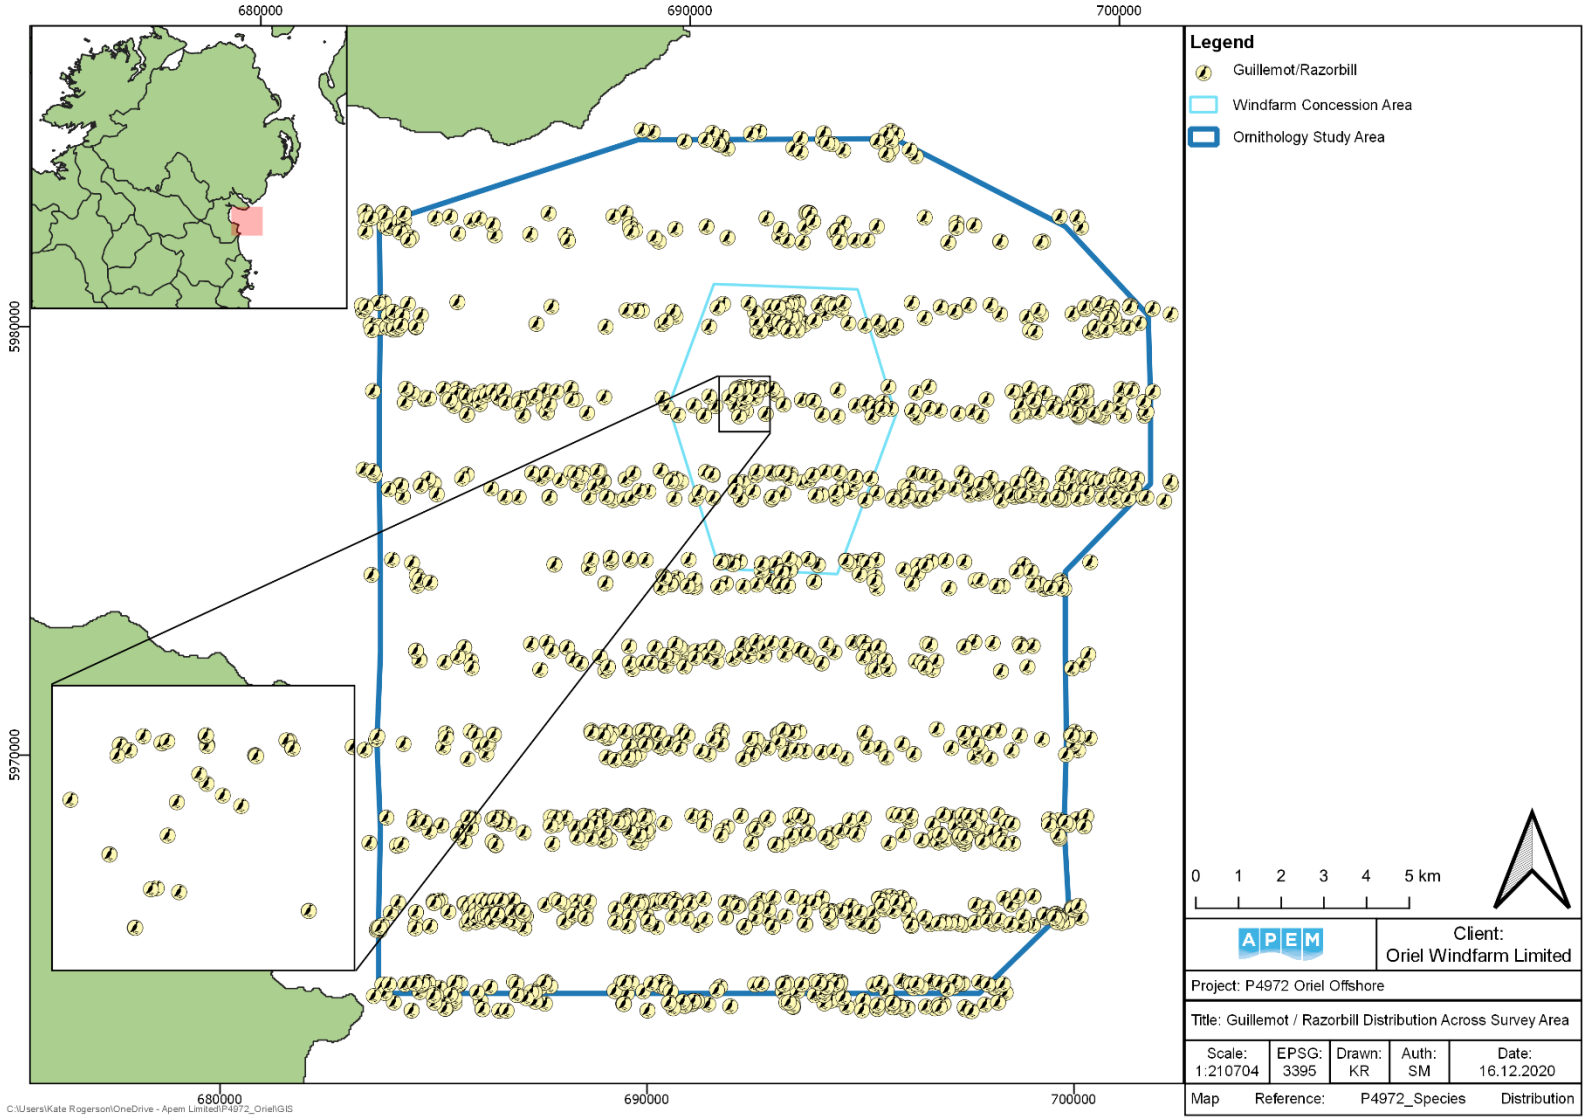 680000
690000
700000
5980000
5970000
Legend
Guillemot/Razorbill
Windfarm Concession Area
Ornithology Study Area
0 1 2 3 4 5 km
APEM
Client:
Oriel Windfarm Limited
Project: P4972 Oriel Offshore
Title: Guillemot / Razorbill Distribution Across Survey Area
Scale:
1:210704
EPSG:
3395
Drawn:
KR
Auth:
SM
Date:
16.12.2020
Map Reference: P4972_Species Distribution
680000
690000
700000
C:\Users\Kate Rogerson\OneDrive - Apem Limited\P4972_Oriel\GIS